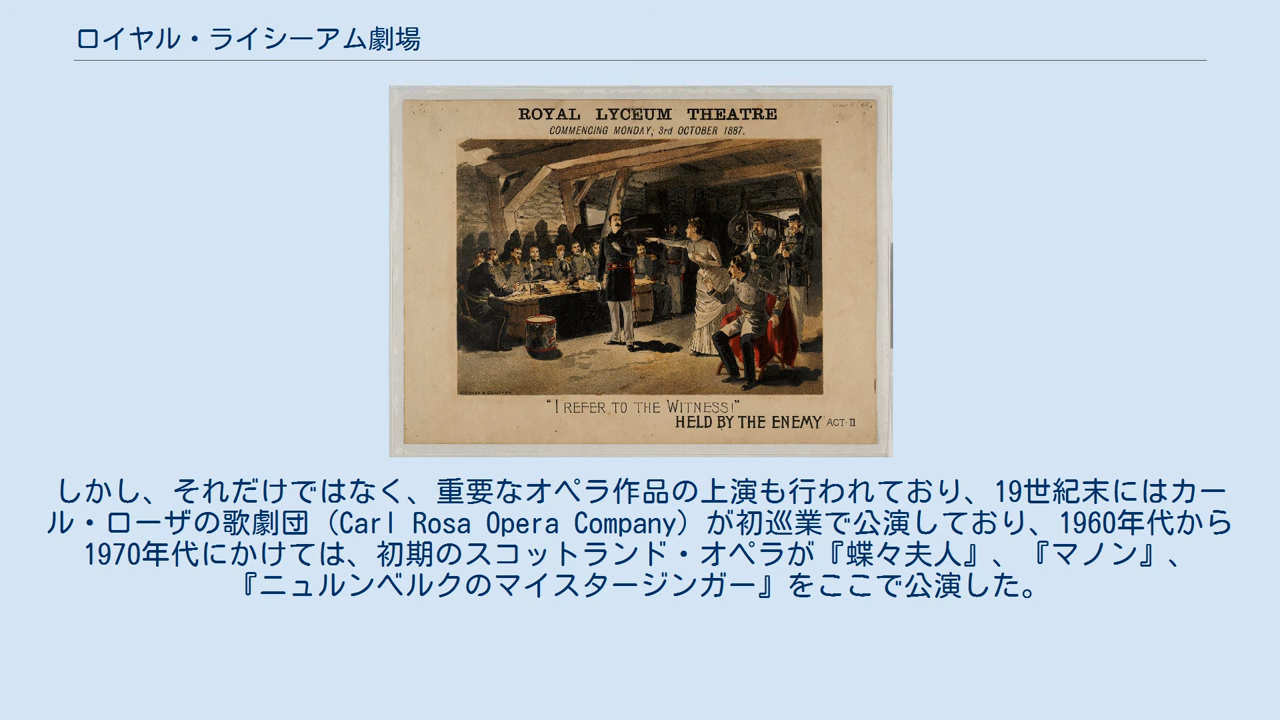 ロイヤル・ライシーアム劇場
ROYAL LYCEUM THEATRE
COMMENCING MONDAY, 3rd OCTOBER 1887.
"I REFER TO THE WITNESS!"
HELD BY THE ENEMY ACT·II
しかし、それだけではなく、重要なオペラ作品の上演も行われており、19世紀末にはカー
ル・ローザの歌劇団（Carl Rosa Opera Company）が初巡業で公演しており、1960年代から
1970年代にかけては、初期のスコットランド・オペラが『蝶々夫人』、『マノン』、
『ニュルンベルクのマイスタージンガー』をここで公演した。